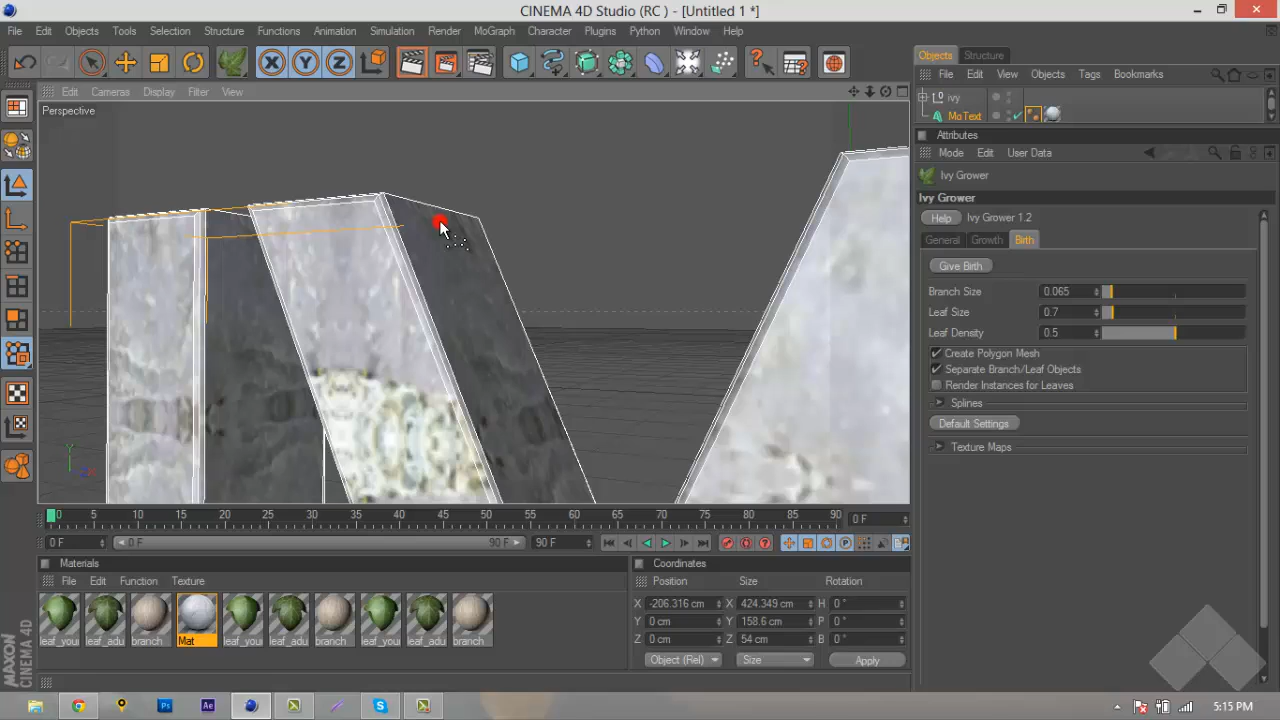 CINEMA 4D Studio (RC ) - [Untitled 1 *]
File Edit Objects Tools Selection Structure Functions Animation Simulation Render MoGraph Character Plugins Python Window Help
X Y Z
Edit Cameras Display Filter View
Perspective
Y
0 5 10 15 20 25 30 35 40 45 50 55 60 65 70 75 80 85 90 0 F
0 F 0 F 90 F 90 F
Materials
File Edit Function Texture
leaf_you leaf_adu branch Mat leaf_you leaf_adu branch leaf_you leaf_adu branch
Coordinates
Position Size Rotation
X -206.316 cm X 424.349 cm H 0 °
Y 0 cm Y 158.6 cm P 0 °
Z 0 cm Z 54 cm B 0 °
Object (Rel) Size Apply
Objects Structure
File Edit View Objects Tags Bookmarks
ivy
MoText
Attributes
Mode Edit User Data
Ivy Grower
Ivy Grower
Help Ivy Grower 1.2
General Growth Birth
Give Birth
Branch Size 0.065
Leaf Size 0.7
Leaf Density 0.5
Create Polygon Mesh
Separate Branch/Leaf Objects
Render Instances for Leaves
Splines
Default Settings
Texture Maps
MAXON
CINEMA 4D
Ps Ae
5:15 PM